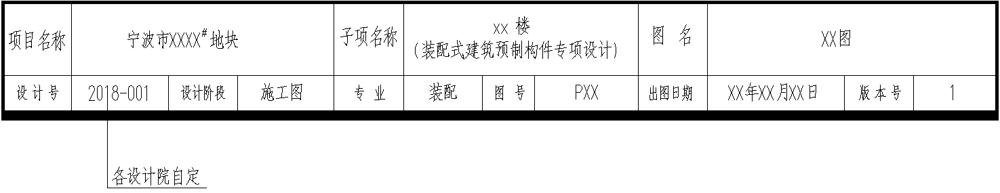 项目名称 宁波市XXXX#地块 子项名称 xx 楼 图 名 XX图
(装配式建筑预制构件专项设计)
设计号 2018-001 设计阶段 施工图 专 业 装配 图 号 PXX 出图日期 XX年XX月XX日 版本号 1
各设计院自定